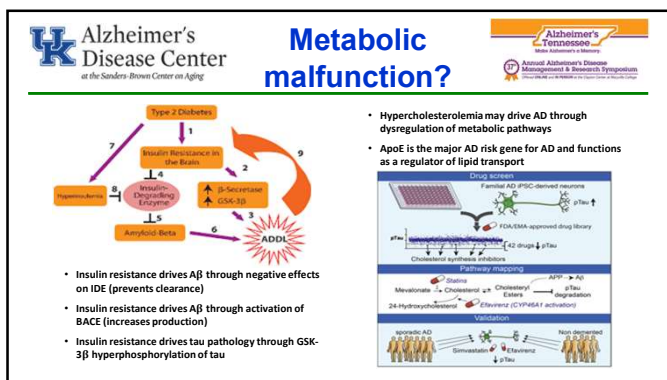 UK Alzheimer's
Disease Center
at the Sanders-Brown Center on Aging
Metabolic
malfunction?
Alzheimer's
Tennessee
Make Alzheimer's a Memory.
37th Annual Alzheimer's Disease
Management & Research Symposium
Type 2 Diabetes
1
7
9
Insulin Resistance in
the Brain
4
2
Hyperinsulinemia
8
Insulin-
Degrading
Enzyme
β-Secretase
GSK-3β
5
3
Amyloid-Beta
6
ADDL
• Insulin resistance drives Aβ through negative effects
on IDE (prevents clearance)
• Insulin resistance drives Aβ through activation of
BACE (increases production)
• Insulin resistance drives tau pathology through GSK-
3β hyperphosphorylation of tau
• Hypercholesterolemia may drive AD through
dysregulation of metabolic pathways
• ApoE is the major AD risk gene for AD and functions
as a regulator of lipid transport
Drug screen
Familial AD iPSC-derived neurons
pTau ↑
FDA/EMA-approved drug library
pTau
42 drugs ↓ pTau
Cholesterol synthesis inhibitors
Pathway mapping
Statins
APP → Aβ
Mevalonate Cholesterol Cholesteryl
Esters
pTau
degradation
24-Hydroxycholesterol
Efavirenz (CYP46A1 activation)
Validation
sporadic AD
Non demented
Simvastatin
Efavirenz
↓ pTau